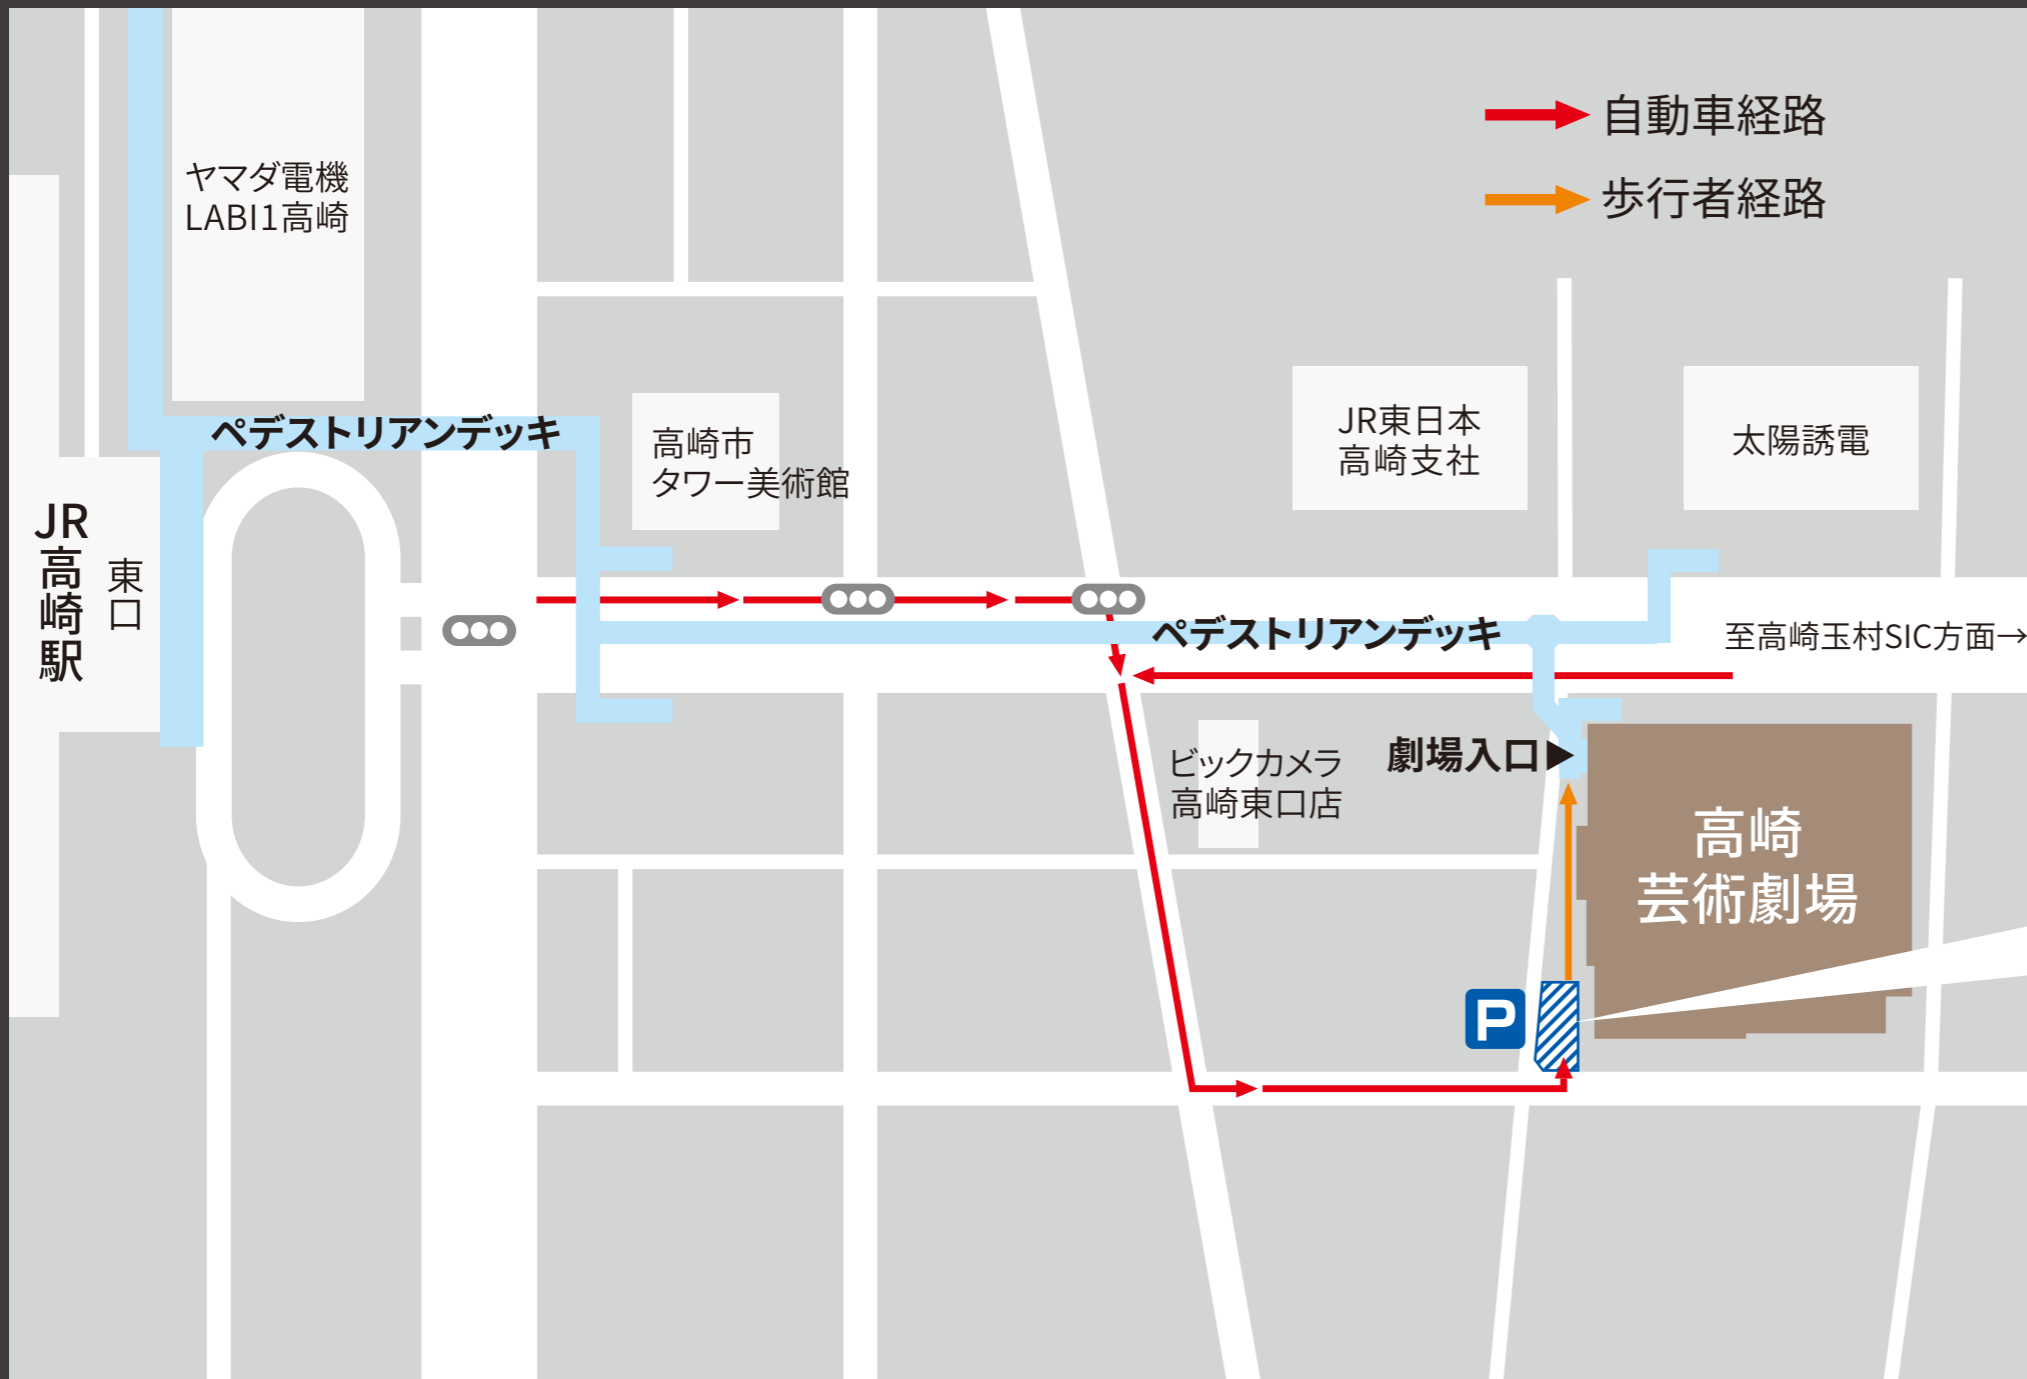 自動車経路
歩行者経路
ヤマダ電機
LABI1高崎
ペデストリアンデッキ
高崎市
タワー美術館
JR東日本
高崎支社
太陽誘電
JR高崎駅
東口
ペデストリアンデッキ
至高崎玉村SIC方面→
ビックカメラ
高崎東口店
劇場入口▶
高崎
芸術劇場
P